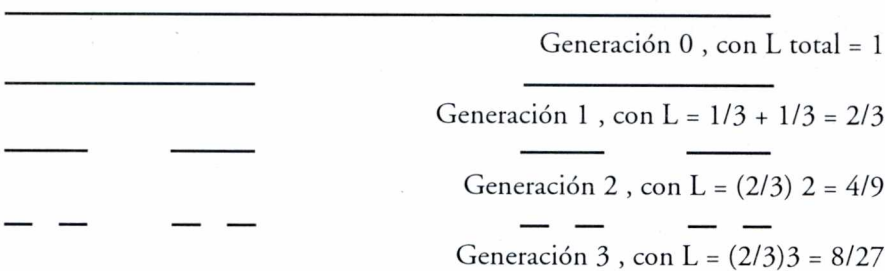 Generación 0 , con L total = 1
Generación 1 , con L = 1/3 + 1/3 = 2/3
Generación 2 , con L = (2/3) 2 = 4/9
Generación 3 , con L = (2/3)3 = 8/27